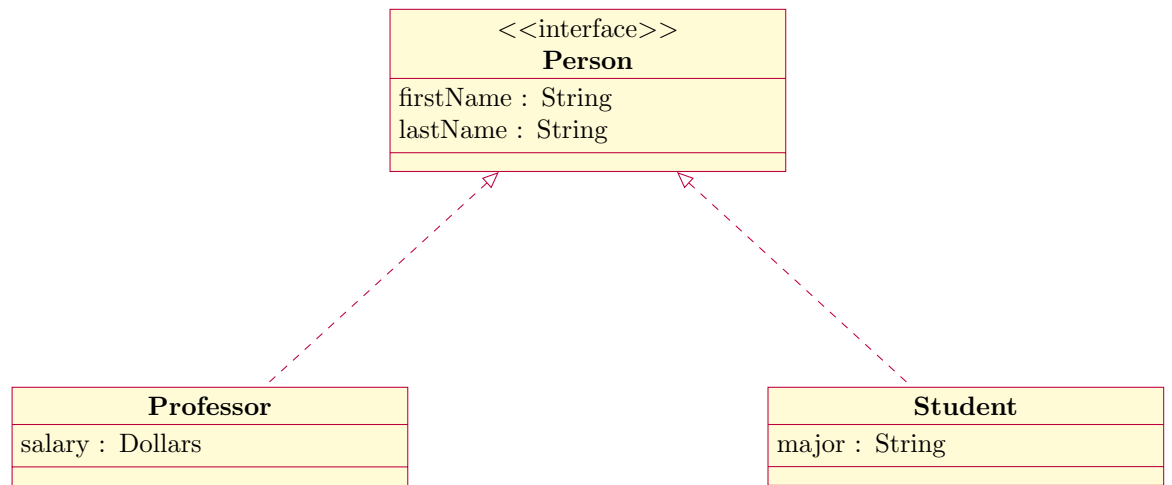 <<interface>>
Person
firstName : String
lastName : String
Professor
salary : Dollars
Student
major : String